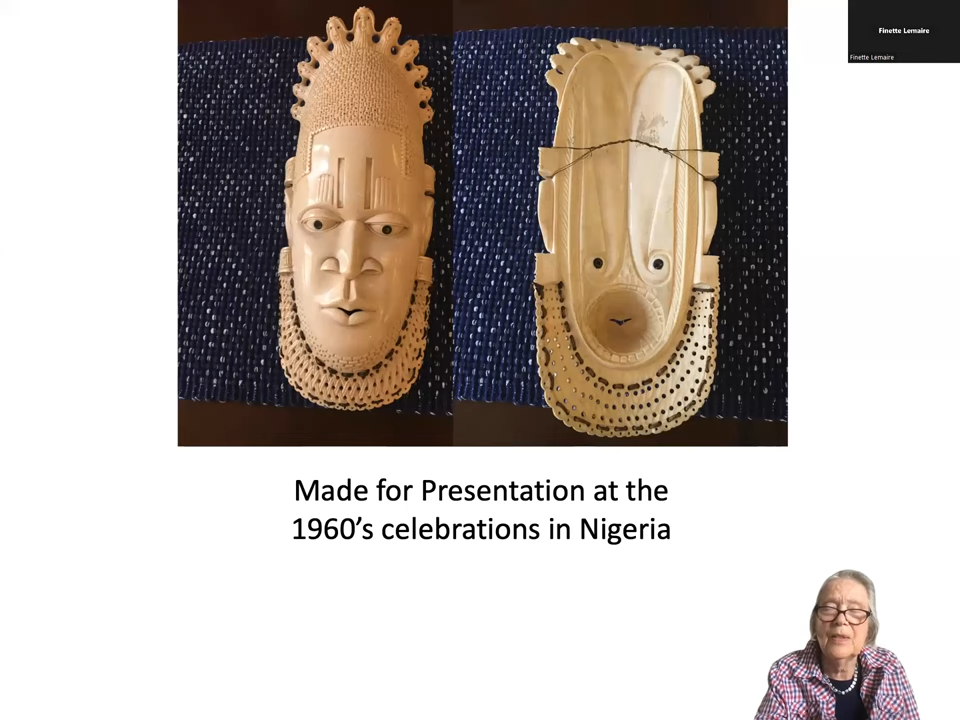 Finette Lemaire
Finette Lemaire
Made for Presentation at the
1960’s celebrations in Nigeria